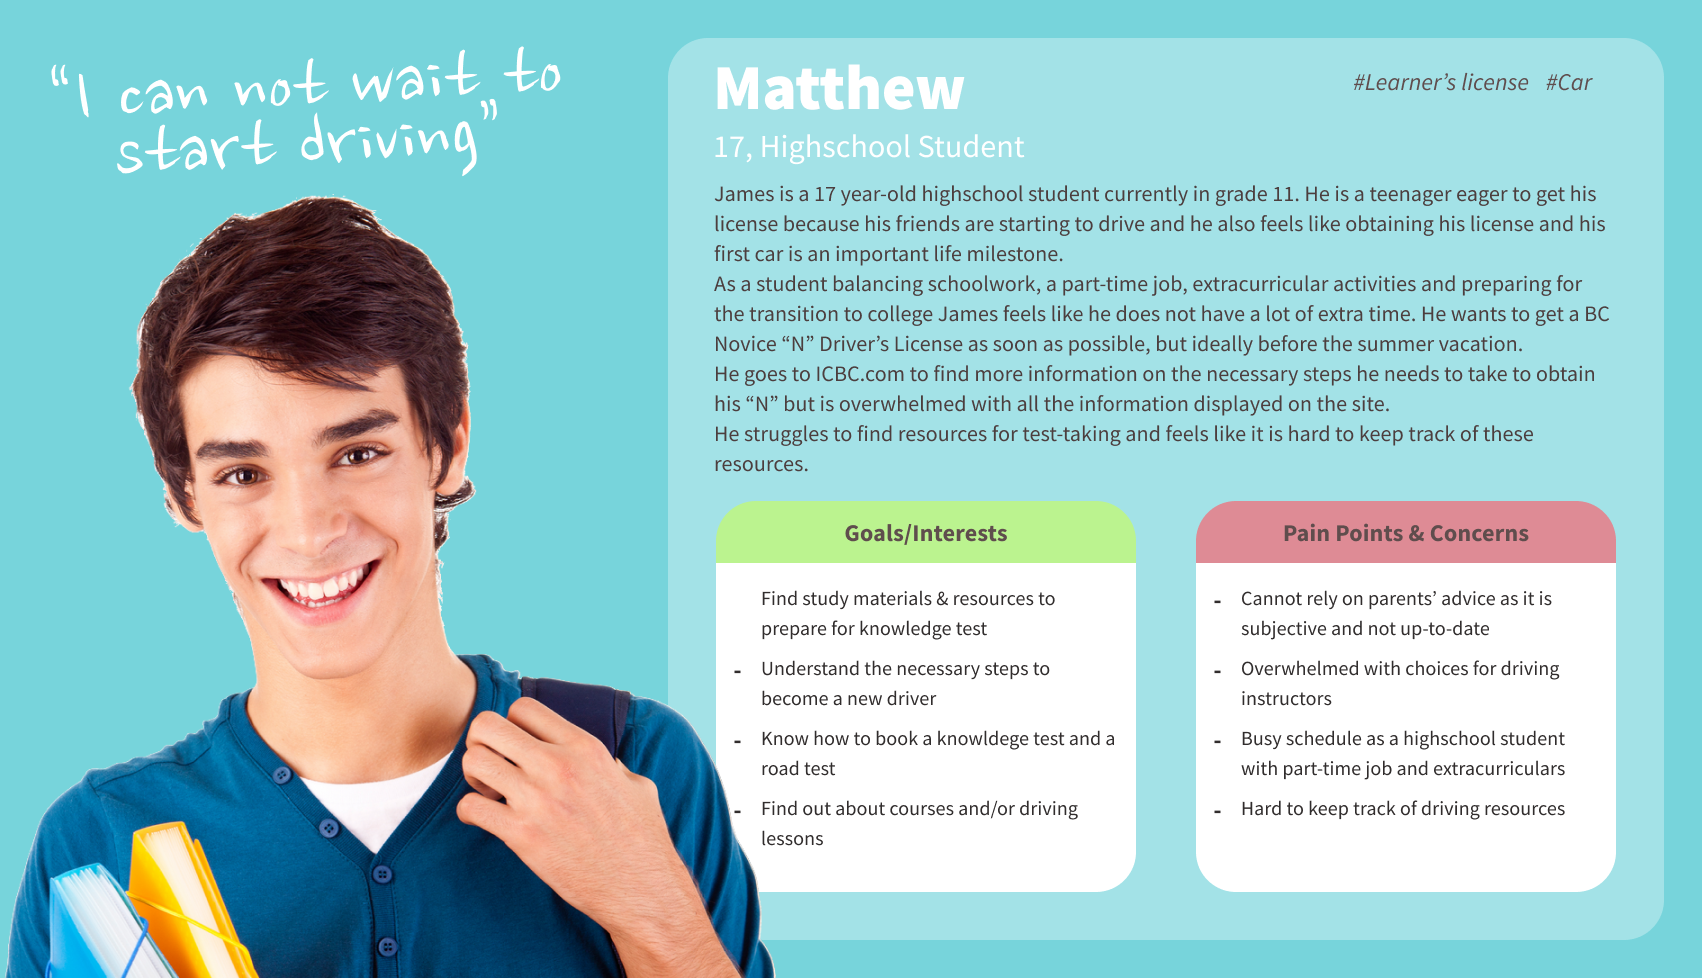 “I can not wait to
start driving”
Matthew
#Learner’s license #Car
17, Highschool Student
James is a 17 year-old highschool student currently in grade 11. He is a teenager eager to get his
license because his friends are starting to drive and he also feels like obtaining his license and his
first car is an important life milestone.
As a student balancing schoolwork, a part-time job, extracurricular activities and preparing for
the transition to college James feels like he does not have a lot of extra time. He wants to get a BC
Novice “N” Driver’s License as soon as possible, but ideally before the summer vacation.
He goes to ICBC.com to find more information on the necessary steps he needs to take to obtain
his “N” but is overwhelmed with all the information displayed on the site.
He struggles to find resources for test-taking and feels like it is hard to keep track of these
resources.
Goals/Interests
Find study materials & resources to
prepare for knowledge test
- Understand the necessary steps to
become a new driver
- Know how to book a knowldege test and a
road test
- Find out about courses and/or driving
lessons
Pain Points & Concerns
- Cannot rely on parents’ advice as it is
subjective and not up-to-date
- Overwhelmed with choices for driving
instructors
- Busy schedule as a highschool student
with part-time job and extracurriculars
- Hard to keep track of driving resources